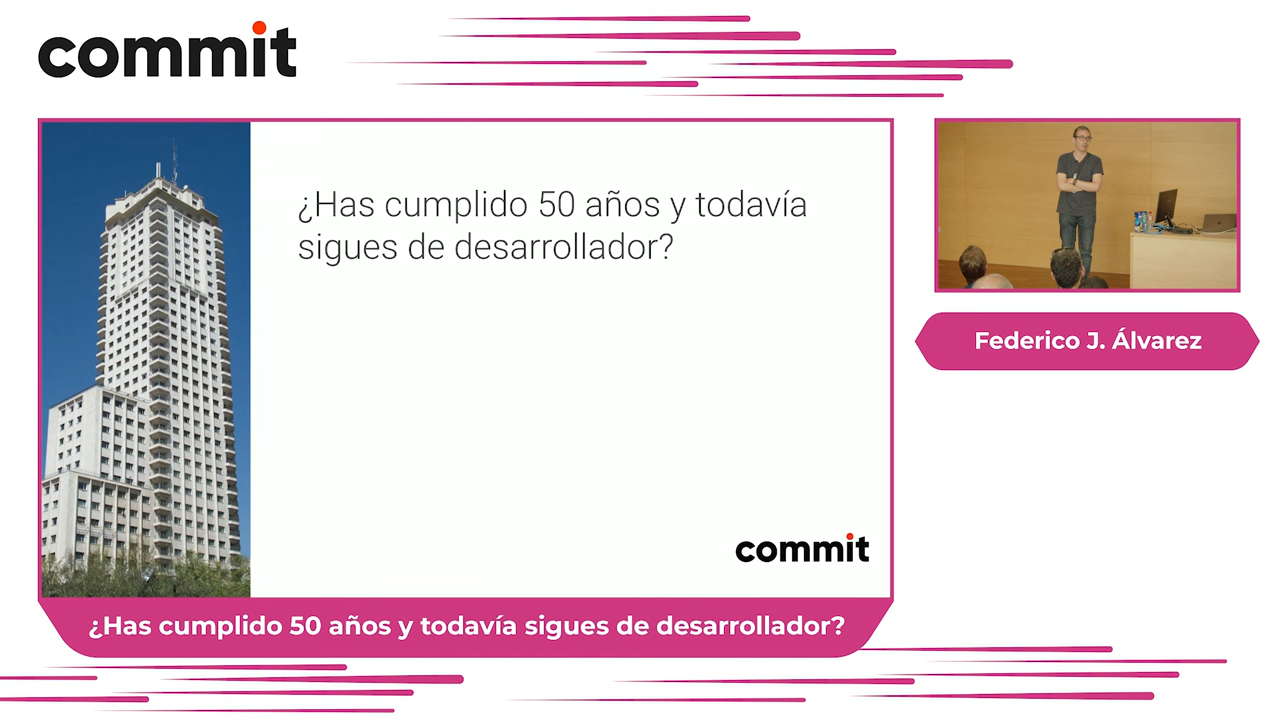 commit
¿Has cumplido 50 años y todavía
sigues de desarrollador?
commit
Federico J. Álvarez
¿Has cumplido 50 años y todavía sigues de desarrollador?